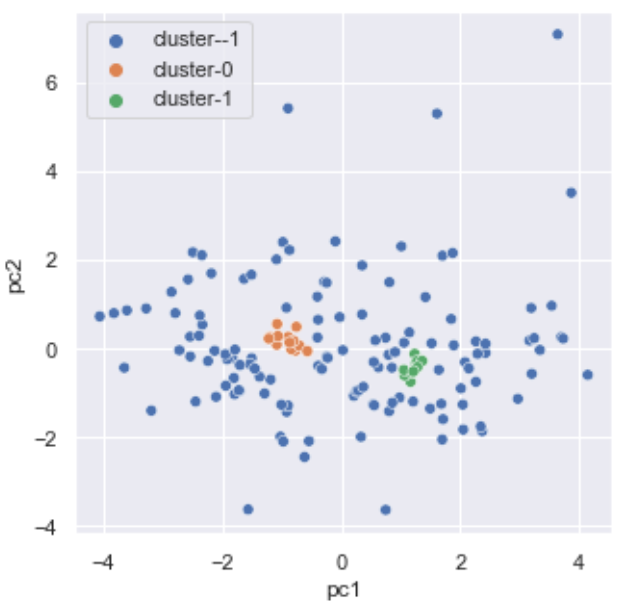 cluster--1
cluster-0
cluster-1
6
4
2
0
−2
−4
pc2
−4 −2 0 2 4
pc1